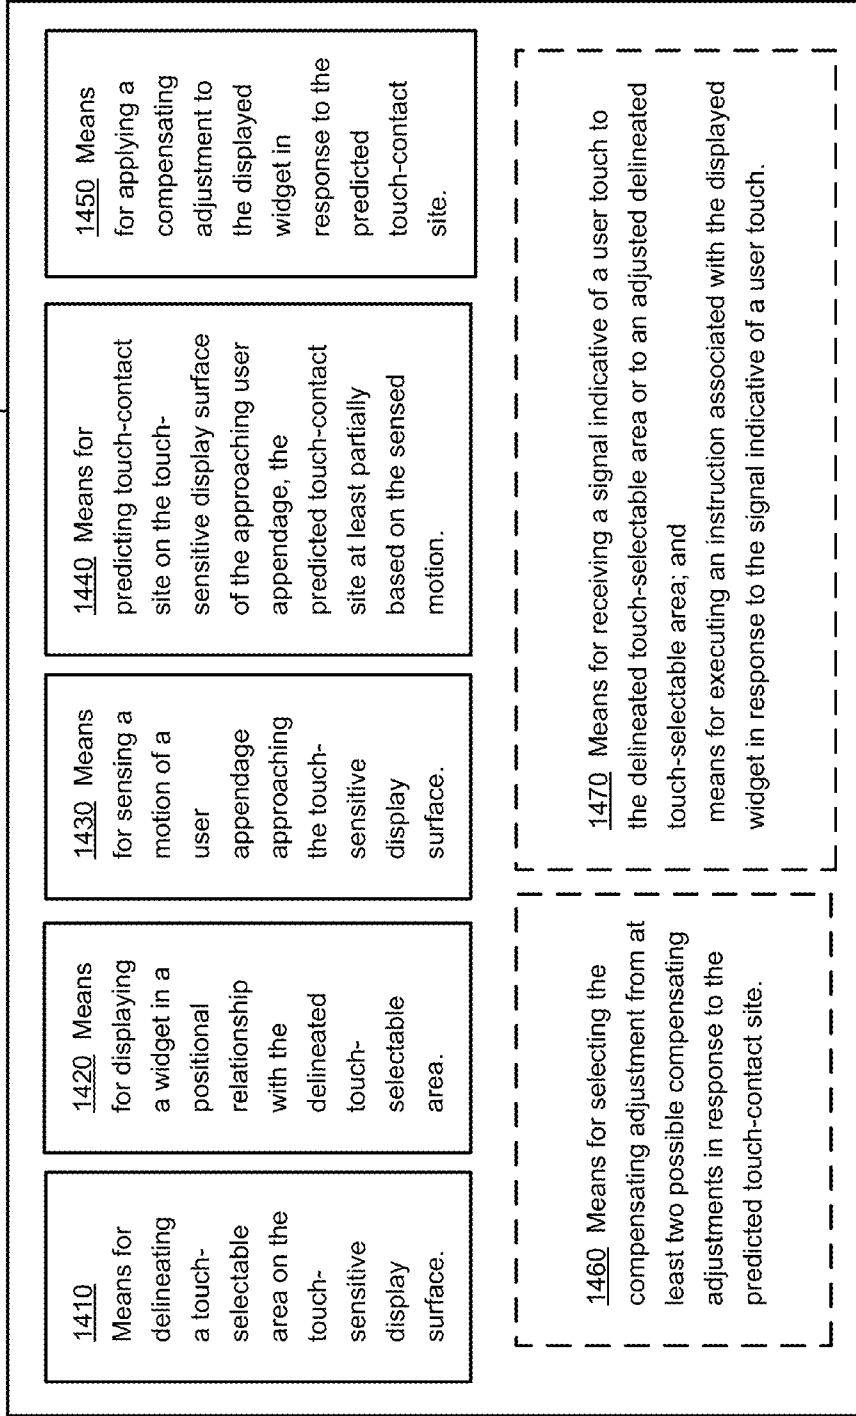 1410
Means for
delineating
a touch-
selectable
area on the
touch-
sensitive
display
surface.
1420 Means
for displaying
a widget in a
positional
relationship
with the
delineated
touch-
selectable
area.
1430 Means
for sensing a
motion of a
user
appendage
approaching
the touch-
sensitive
display
surface.
1440 Means for
predicting touch-contact
site on the touch-
sensitive display surface
of the approaching user
appendage, the
predicted touch-contact
site at least partially
based on the sensed
motion.
1450 Means
for applying a
compensating
adjustment to
the displayed
widget in
response to the
predicted
touch-contact
site.
1460 Means for selecting the
compensating adjustment from at
least two possible compensating
adjustments in response to the
predicted touch-contact site.
1470 Means for receiving a signal indicative of a user touch to
the delineated touch-selectable area or to an adjusted delineated
touch-selectable area; and
means for executing an instruction associated with the displayed
widget in response to the signal indicative of a user touch.